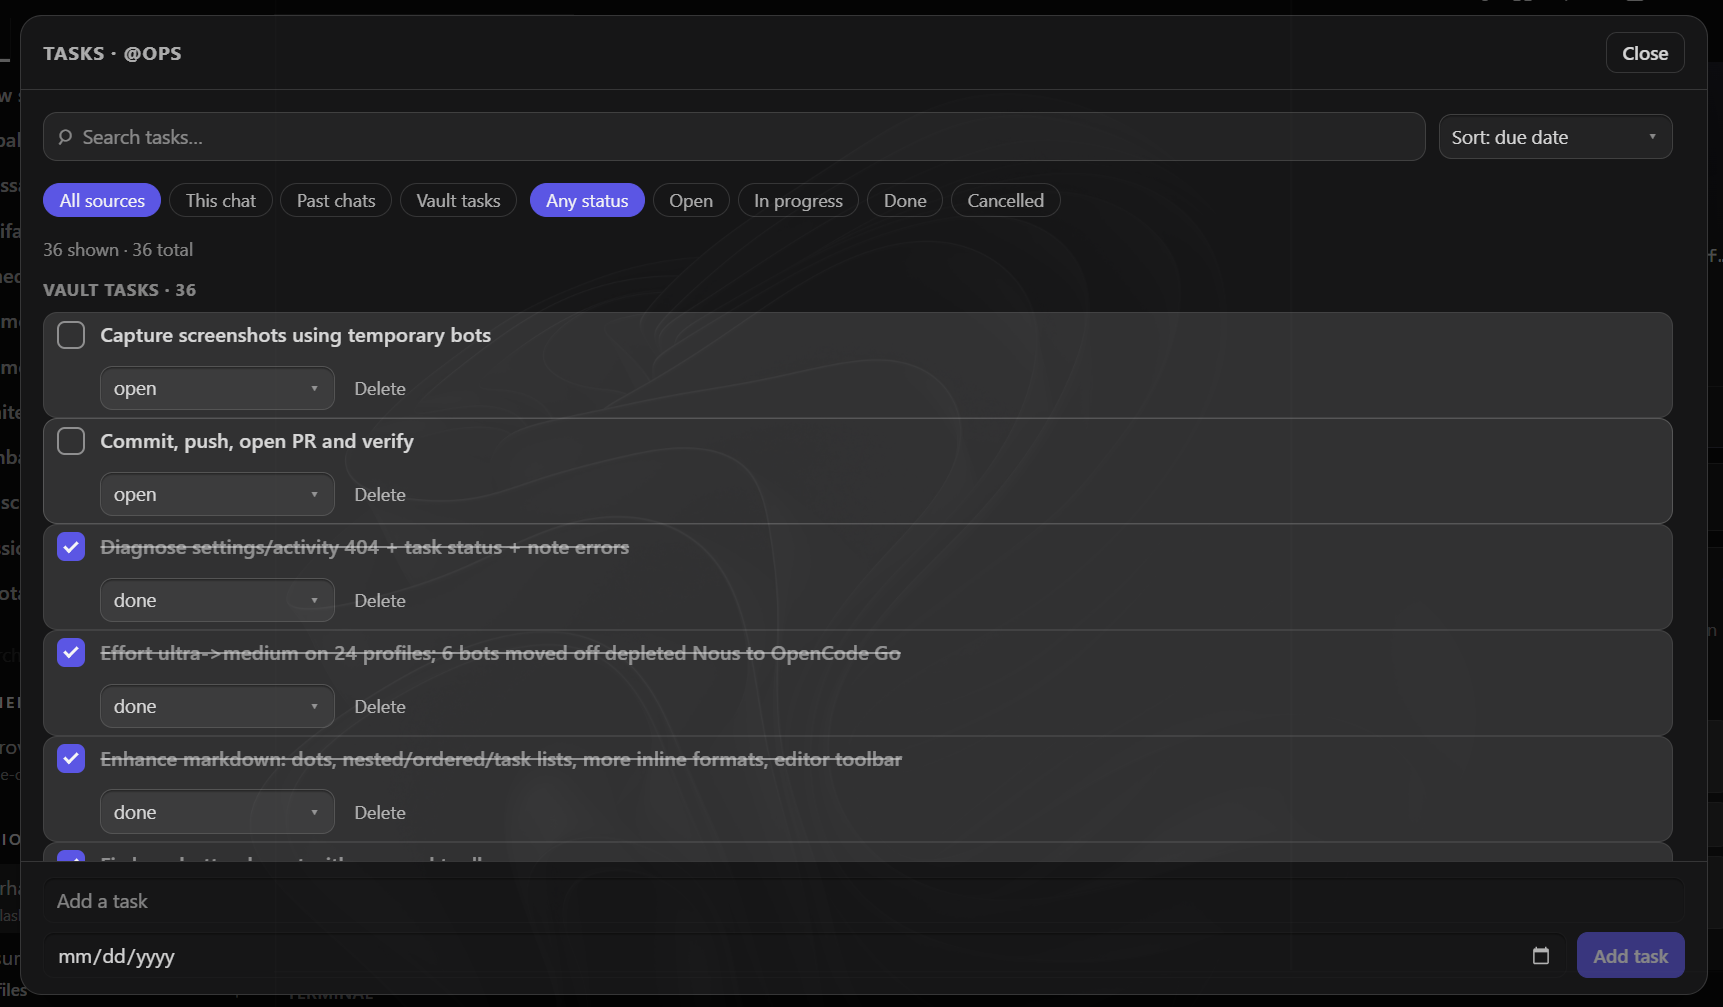 TASKS · @OPS
Close
Search tasks...
Sort: due date
All sources
This chat
Past chats
Vault tasks
Any status
Open
In progress
Done
Cancelled
36 shown · 36 total
VAULT TASKS · 36
Capture screenshots using temporary bots
open
Delete
Commit, push, open PR and verify
open
Delete
Diagnose settings/activity 404 + task status + note errors
done
Delete
Effort ultra->medium on 24 profiles; 6 bots moved off depleted Nous to OpenCode Go
done
Delete
Enhance markdown: dots, nested/ordered/task lists, more inline formats, editor toolbar
done
Delete
Add a task
mm/dd/yyyy
Add task
TERMINAL